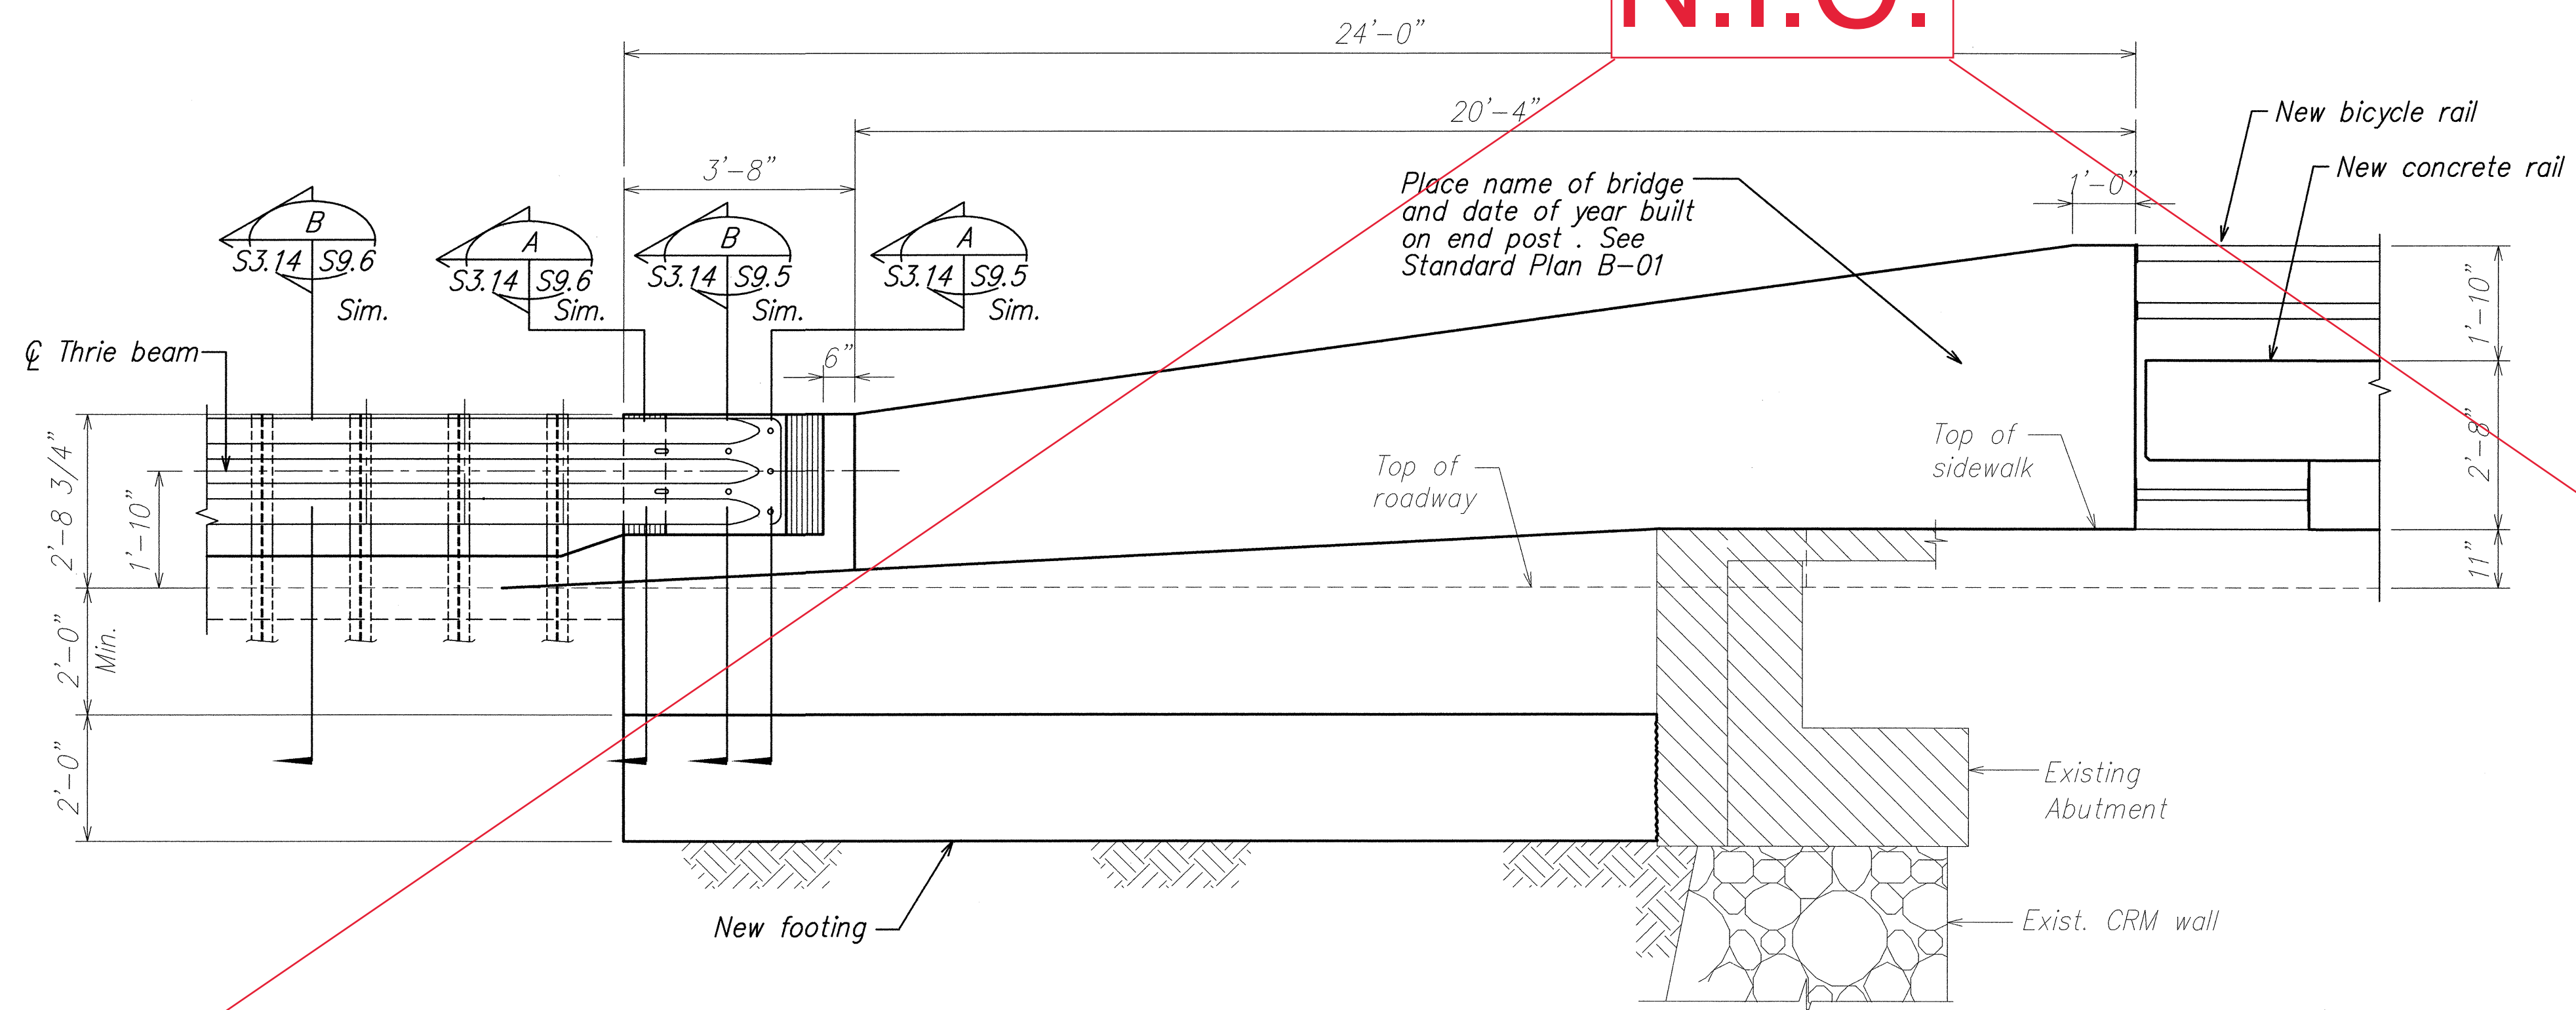 N.I.C.
24'-0"
20'-4"
3'-8"
1'-0"
New bicycle rail
New concrete rail
Place name of bridge
and date of year built
on end post . See
Standard Plan B-01
B
S3.14 S9.6
Sim.
A
S3.14 S9.6
Sim.
B
S3.14 S9.5
Sim.
A
S3.14 S9.5
Sim.
℄ Thrie beam
6"
1'-10"
2'-8"
11"
2'-8 3/4"
1'-10"
2'-0"
Min.
2'-0"
Top of
roadway
Top of
sidewalk
Existing
Abutment
New footing
Exist. CRM wall